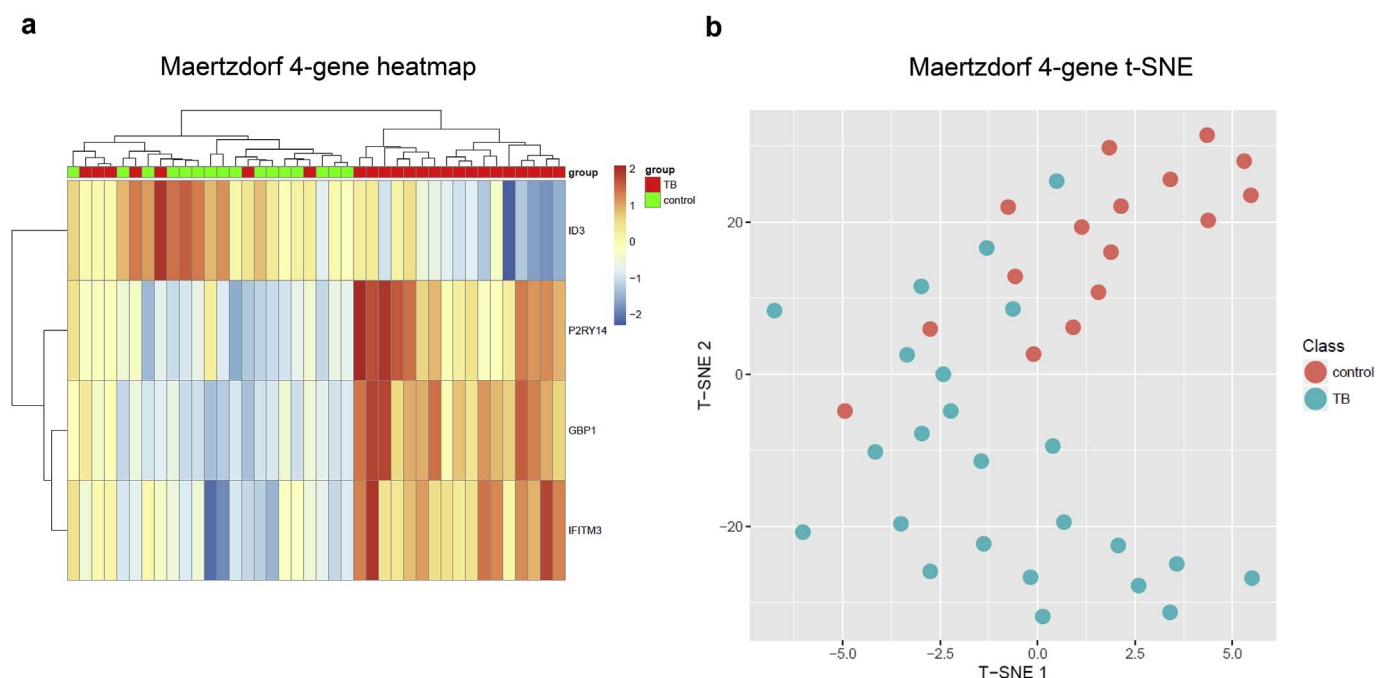 a
Maertzdorf 4-gene heatmap
group
ID3
P2RY14
GBP1
IFITM3
2
1
0
−1
−2
group
TB
control
b
Maertzdorf 4-gene t-SNE
T−SNE 2
20
0
−20
−5.0
−2.5
0.0
2.5
5.0
T−SNE 1
Class
control
TB